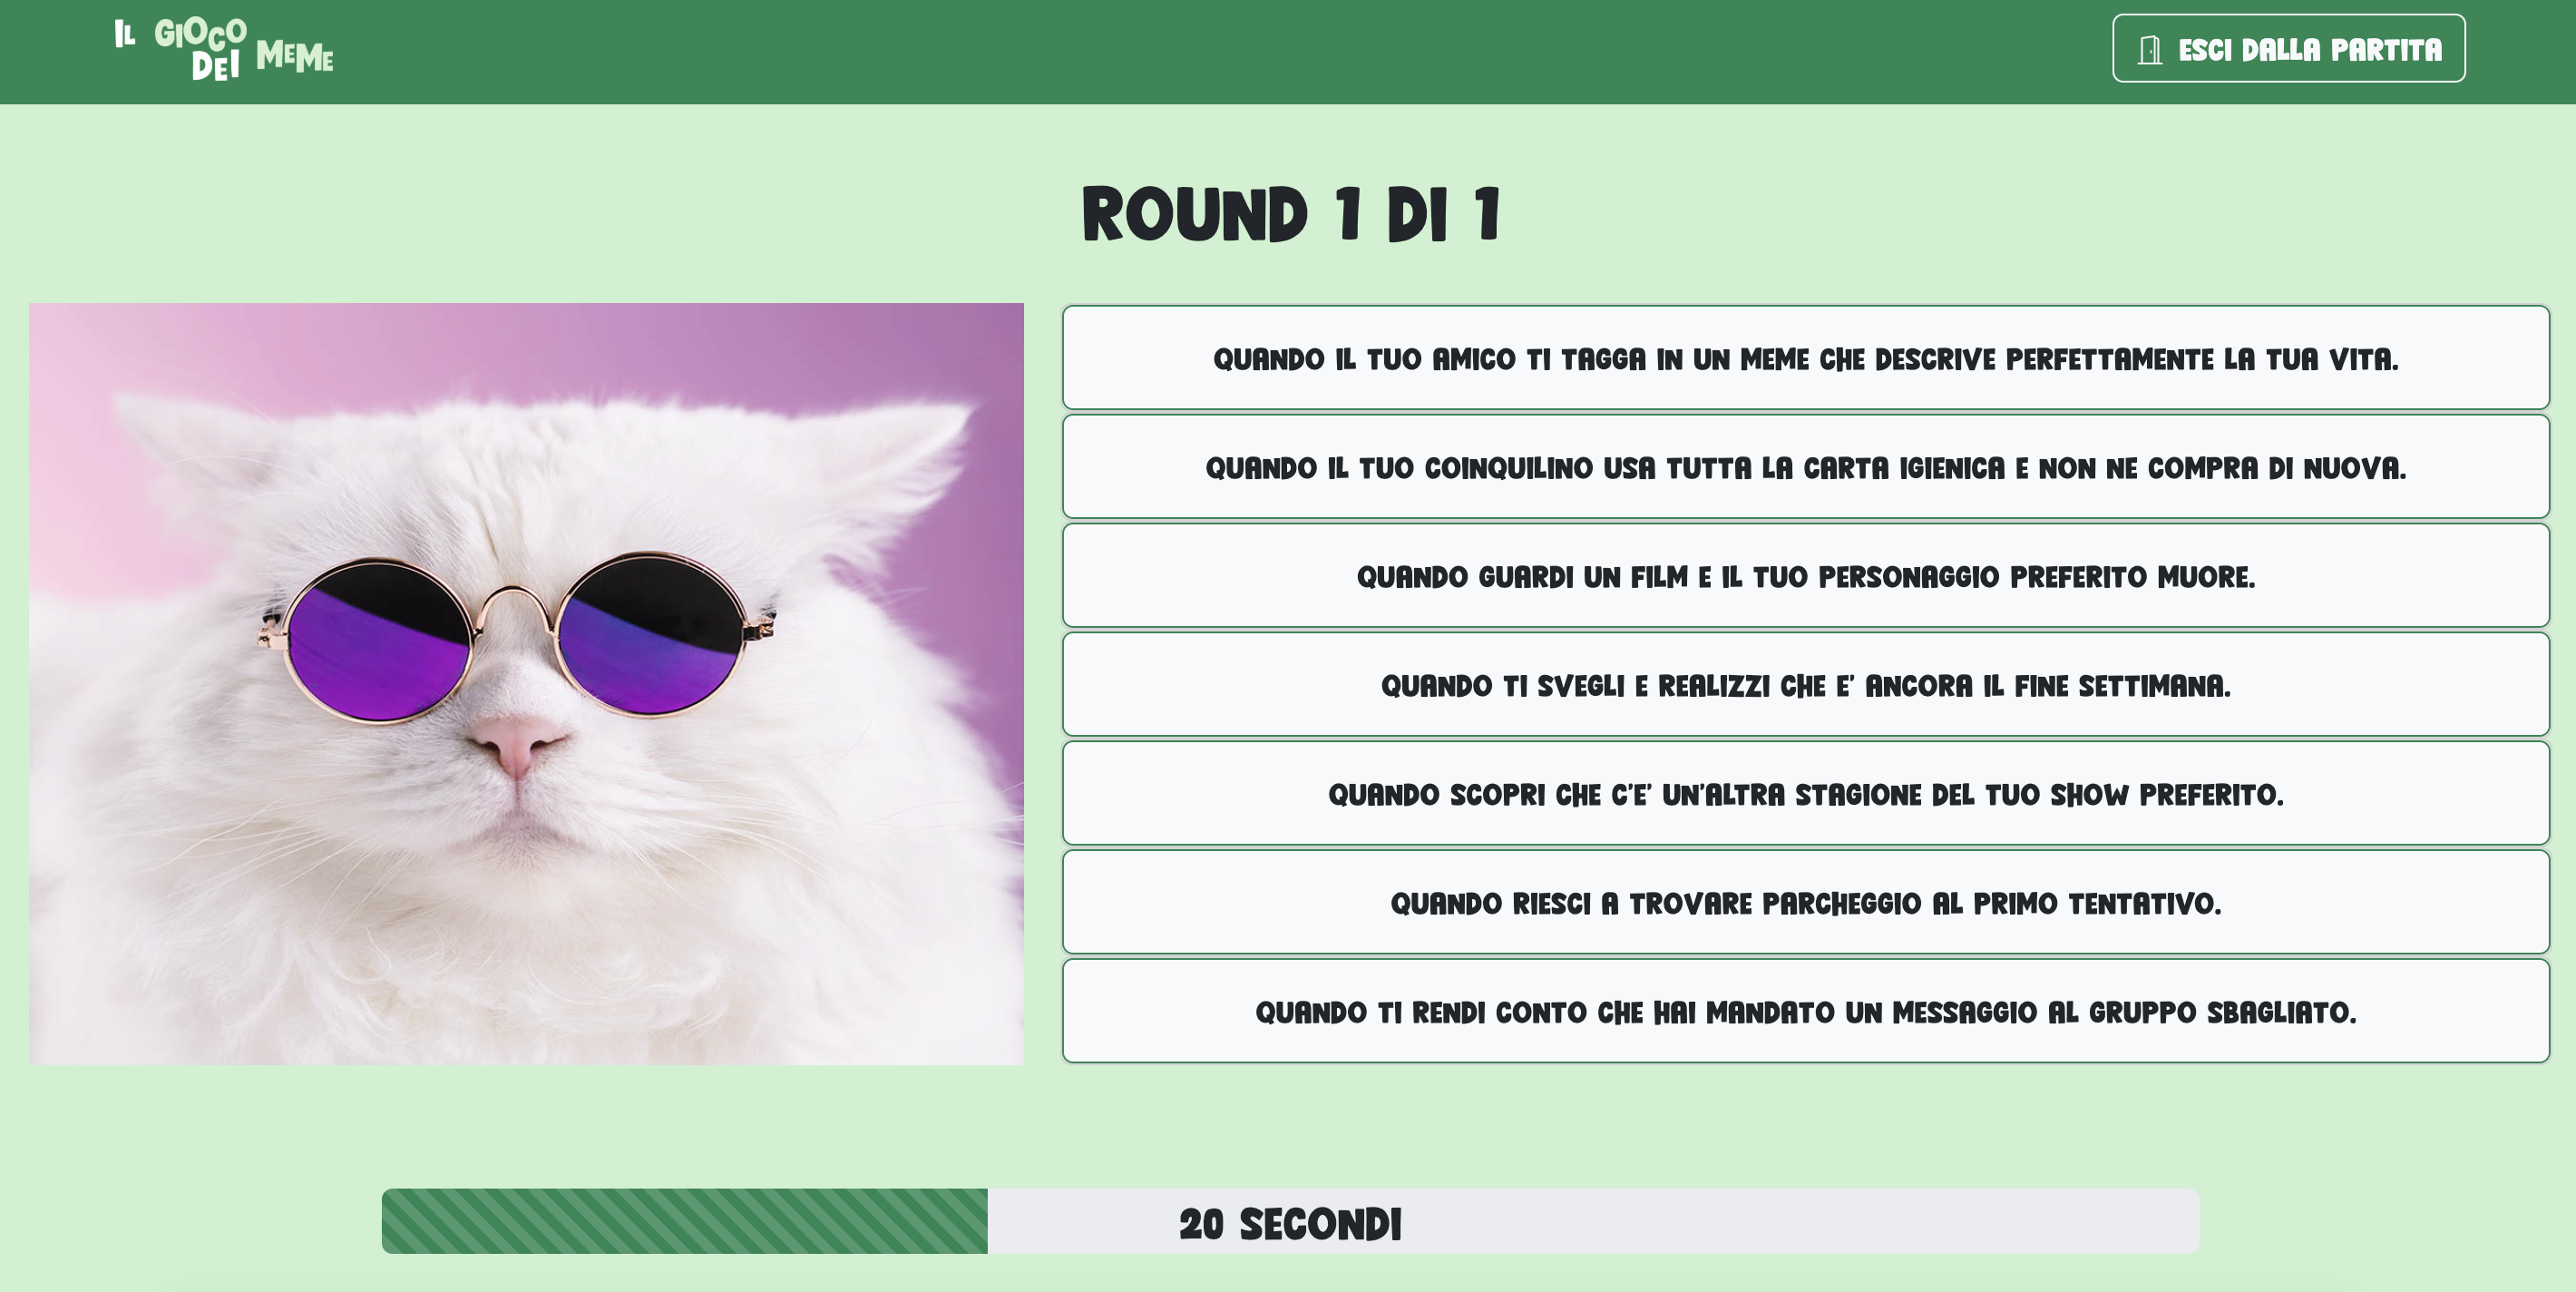 IL GIOCO DEI MEME
ESCI DALLA PARTITA
ROUND 1 DI 1
QUANDO IL TUO AMICO TI TAGGA IN UN MEME CHE DESCRIVE PERFETTAMENTE LA TUA VITA.
QUANDO IL TUO COINQUILINO USA TUTTA LA CARTA IGIENICA E NON NE COMPRA DI NUOVA.
QUANDO GUARDI UN FILM E IL TUO PERSONAGGIO PREFERITO MUORE.
QUANDO TI SVEGLI E REALIZZI CHE E' ANCORA IL FINE SETTIMANA.
QUANDO SCOPRI CHE C'E' UN'ALTRA STAGIONE DEL TUO SHOW PREFERITO.
QUANDO RIESCI A TROVARE PARCHEGGIO AL PRIMO TENTATIVO.
QUANDO TI RENDI CONTO CHE HAI MANDATO UN MESSAGGIO AL GRUPPO SBAGLIATO.
20 SECONDI